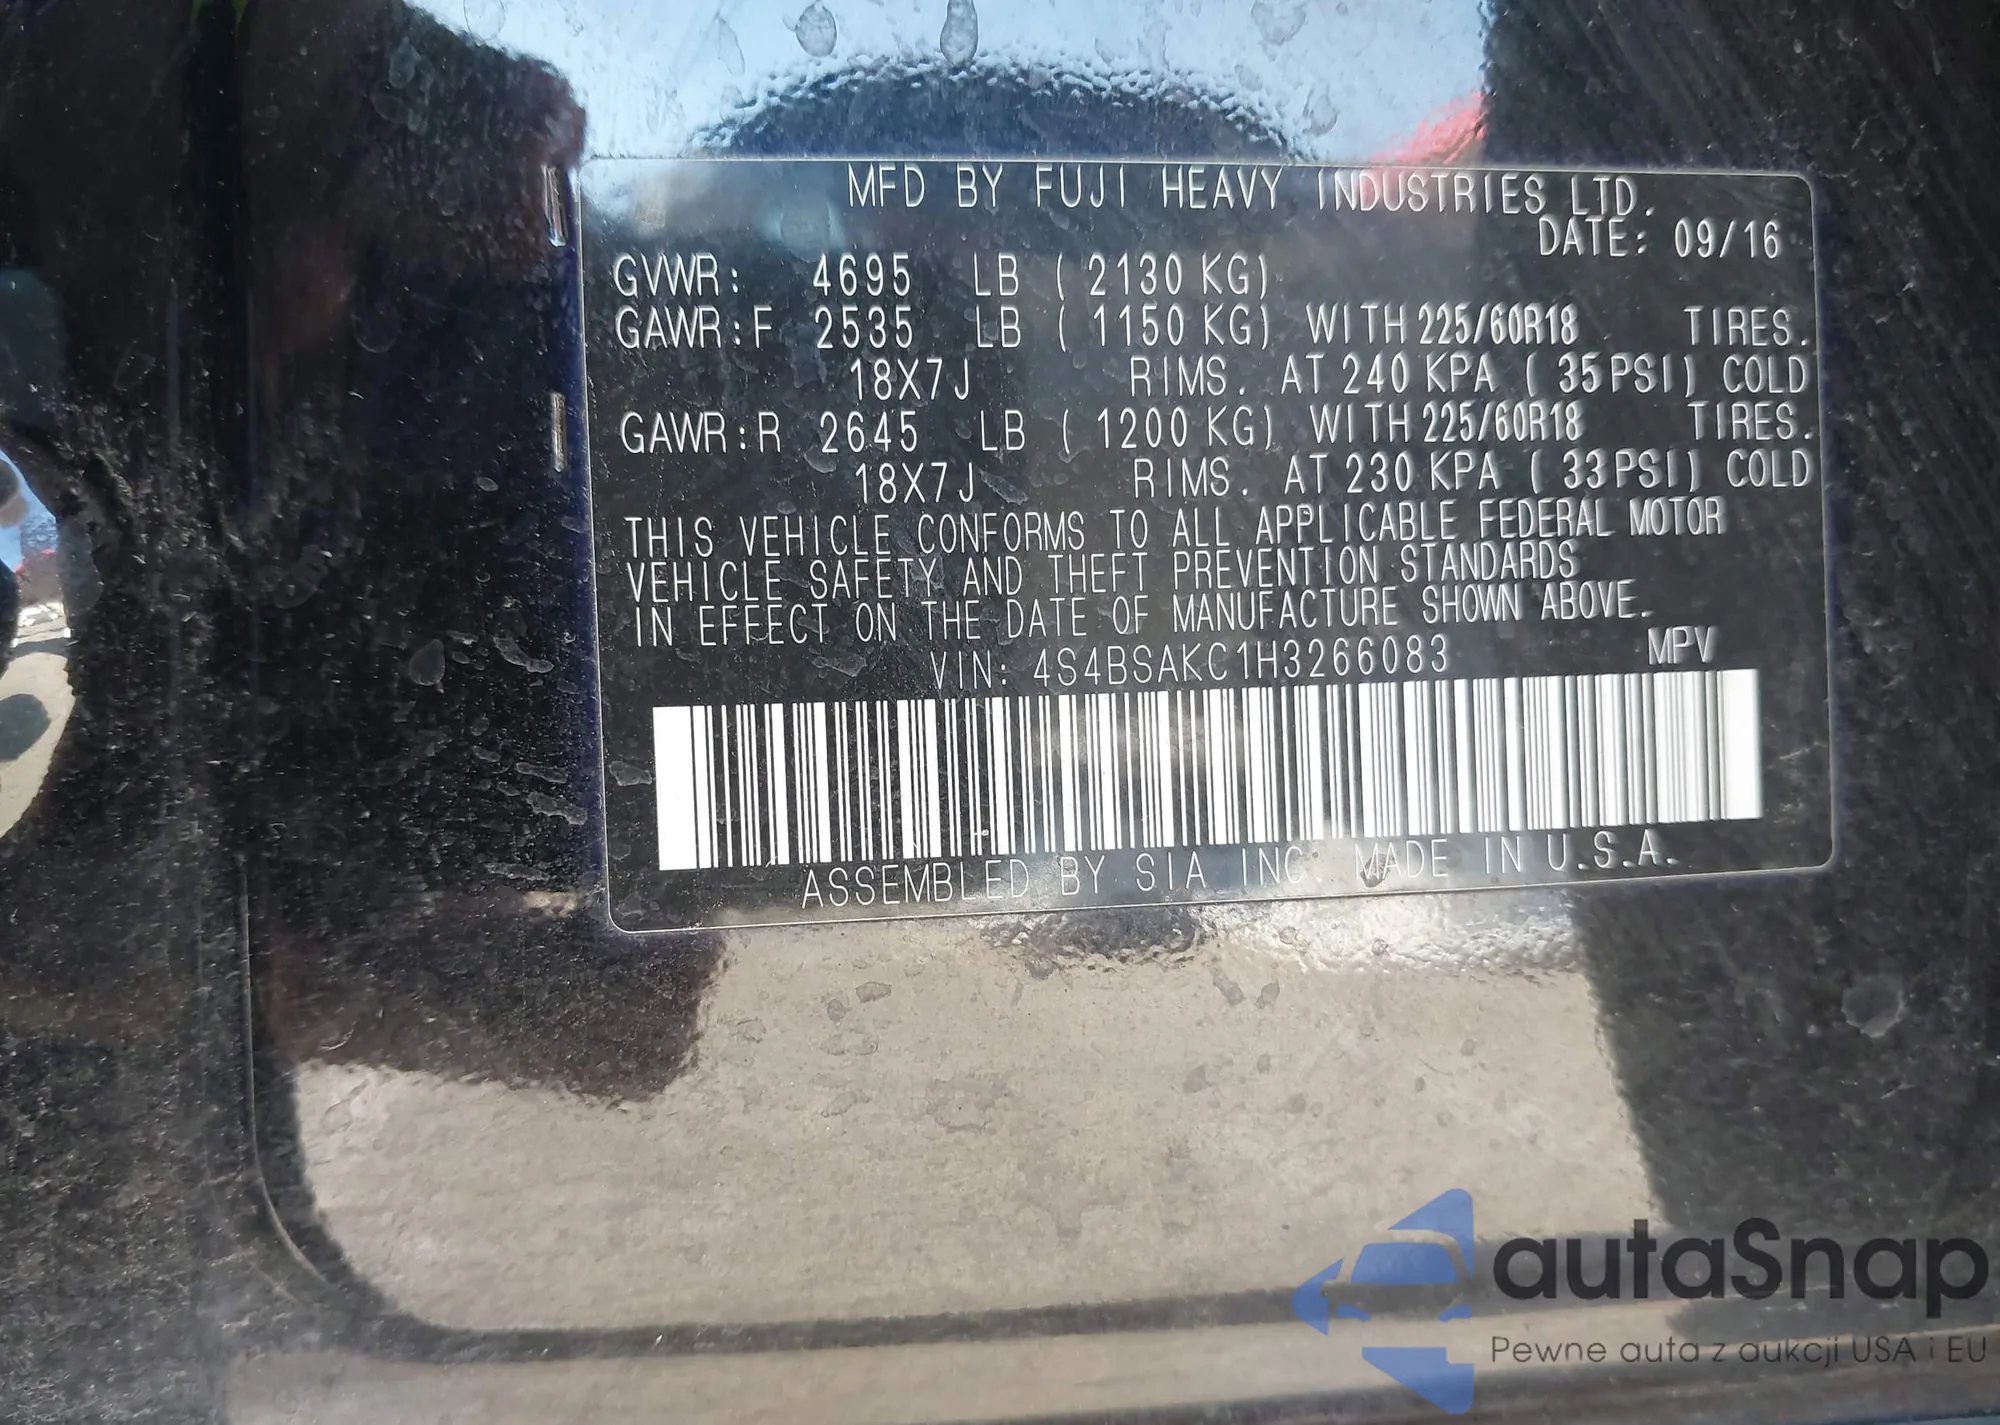 MFD BY FUJI HEAVY INDUSTRIES LTD.
DATE: 09/16
GVWR: 4695 LB ( 2130 KG)
GAWR:F 2535 LB ( 1150 KG) WITH 225/60R18 TIRES.
18X7J RIMS. AT 240 KPA ( 35PSI) COLD
GAWR:R 2645 LB ( 1200 KG) WITH 225/60R18 TIRES.
18X7J RIMS. AT 230 KPA ( 33PSI) COLD
THIS VEHICLE CONFORMS TO ALL APPLICABLE FEDERAL MOTOR
VEHICLE SAFETY AND THEFT PREVENTION STANDARDS
IN EFFECT ON THE DATE OF MANUFACTURE SHOWN ABOVE.
VIN: 4S4BSAKC1H3266083 MPV
ASSEMBLED BY SIA INC. MADE IN U.S.A.
autaSnap
Pewne auta z aukcji USA i EU